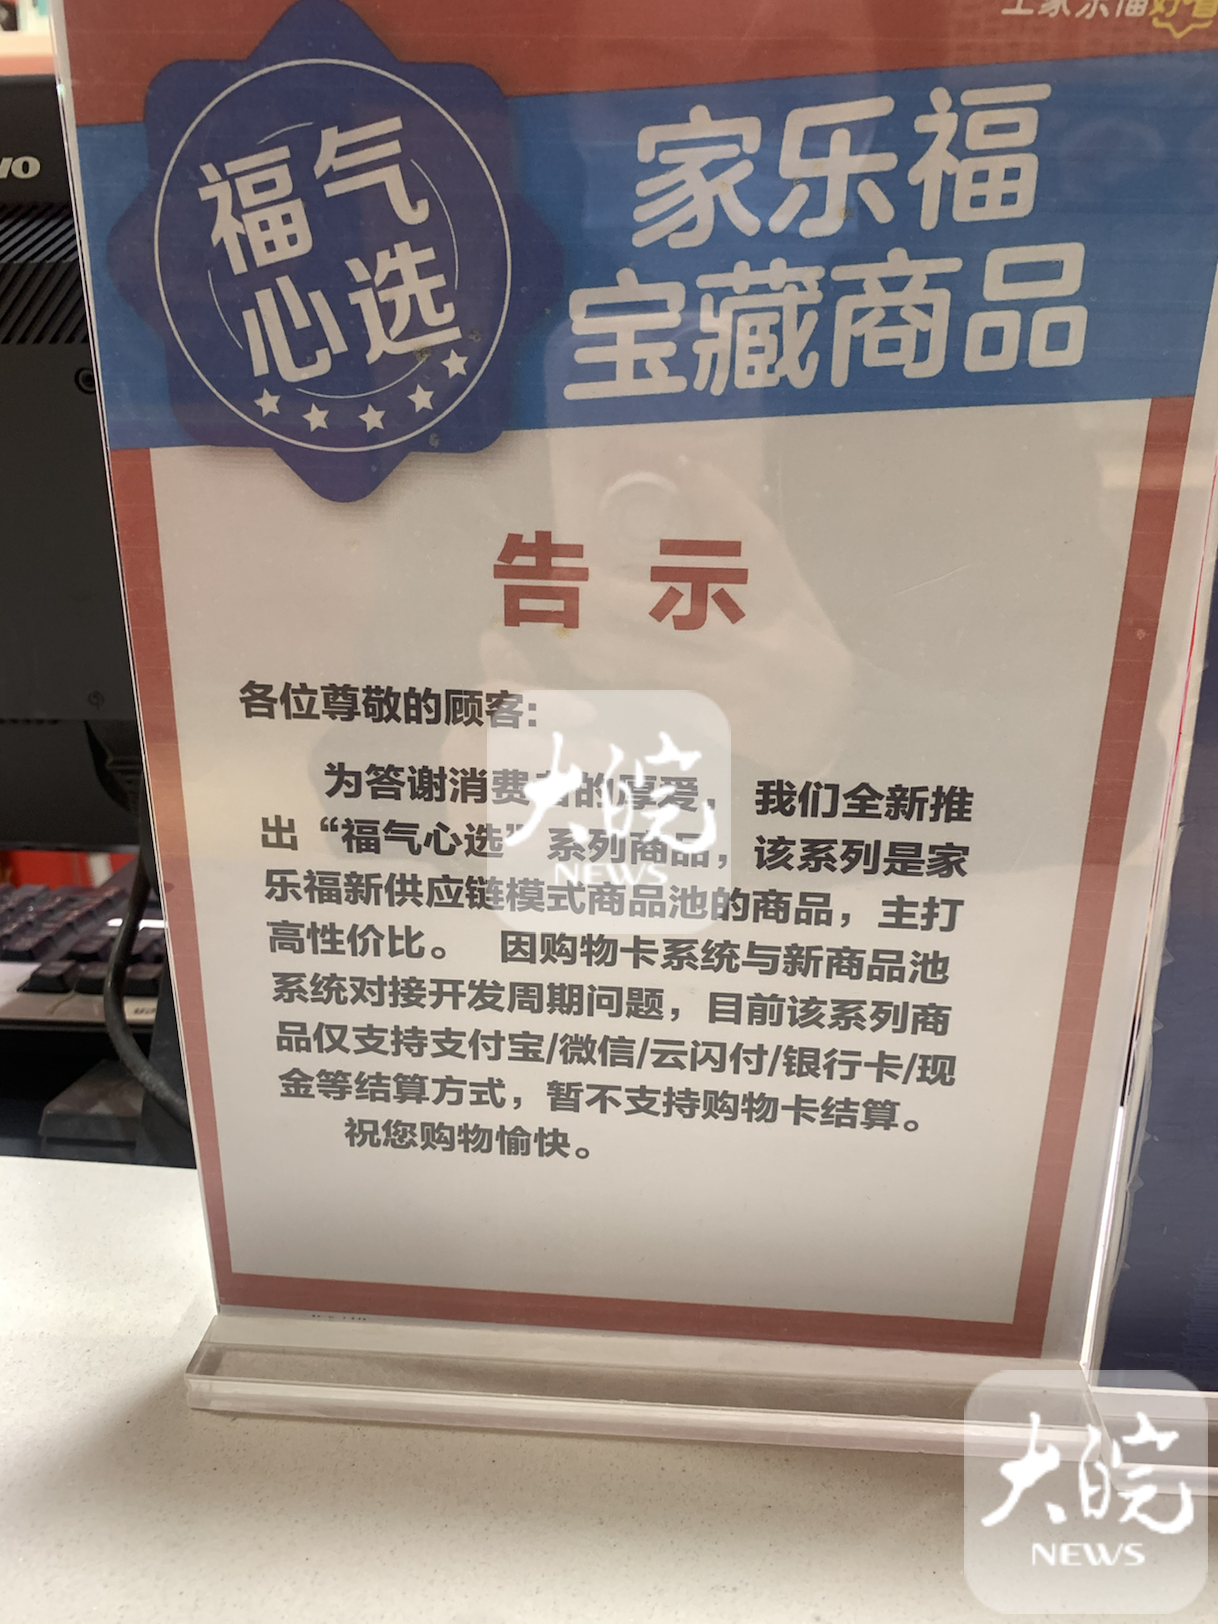 上家乐福好省
福气
心选
家乐福
宝藏商品
告示
各位尊敬的顾客:
为答谢消费者的厚爱，我们全新推
出“福气心选”系列商品，该系列是家
乐福新供应链模式商品池的商品，主打
高性价比。 因购物卡系统与新商品池
系统对接开发周期问题，目前该系列商
品仅支持支付宝/微信/云闪付/银行卡/现
金等结算方式，暂不支持购物卡结算。
祝您购物愉快。
大皖
NEWS
大皖
NEWS